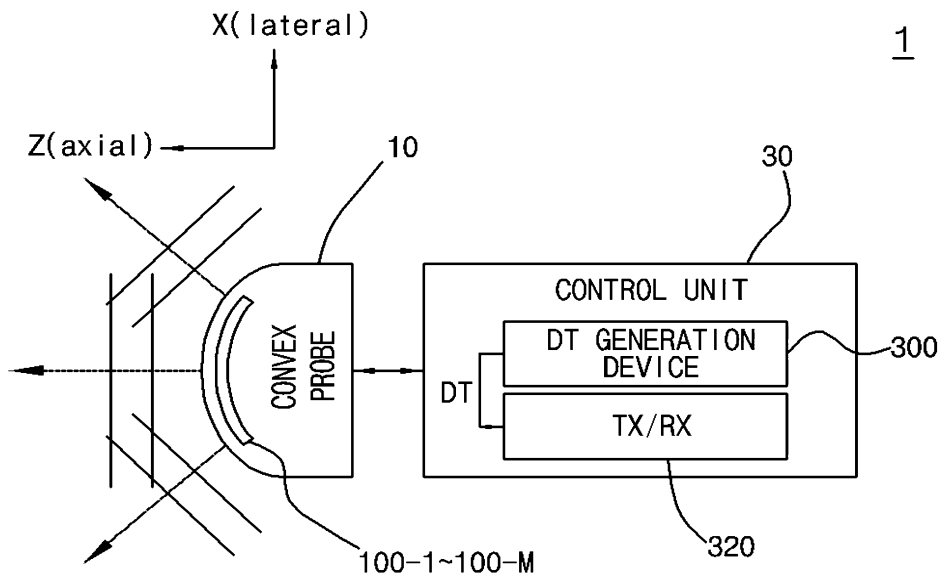 X(lateral)
1
Z(axial)
10
30
CONTROL UNIT
CONVEX
PROBE
DT GENERATION
DEVICE
300
DT
TX/RX
320
100-1~100-M